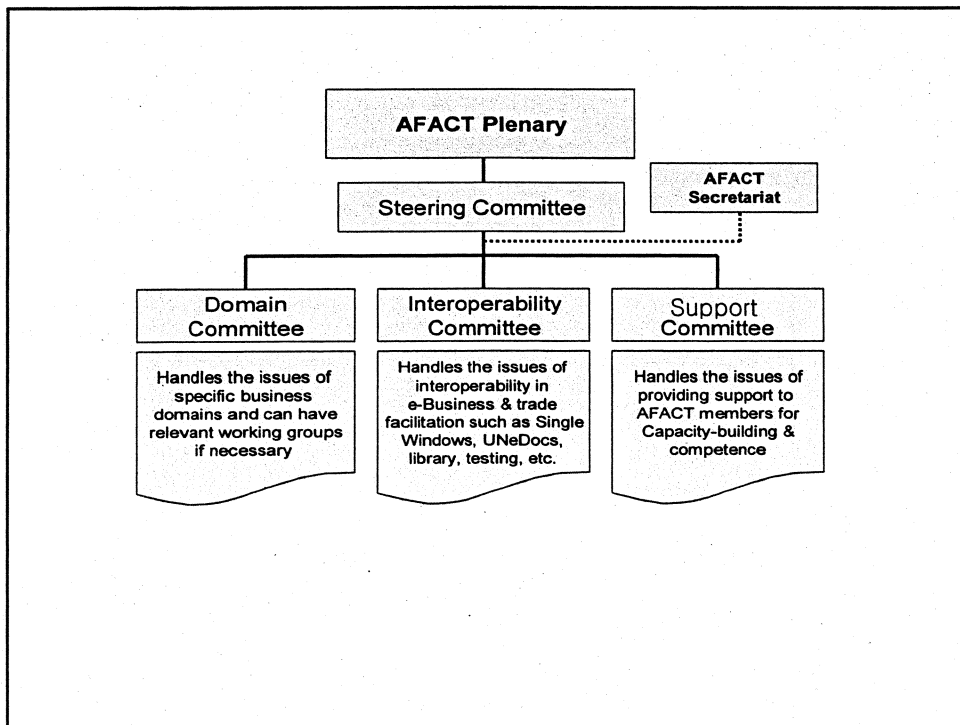 AFACT Plenary
Steering Committee
AFACT
Secretariat
Domain
Committee
Interoperability
Committee
Support
Committee
Handles the issues of
specific business
domains and can have
relevant working groups
if necessary
Handles the issues of
interoperability in
e-Business & trade
facilitation such as Single
Windows, UNeDocs,
library, testing, etc.
Handles the issues of
providing support to
AFACT members for
Capacity-building &
competence